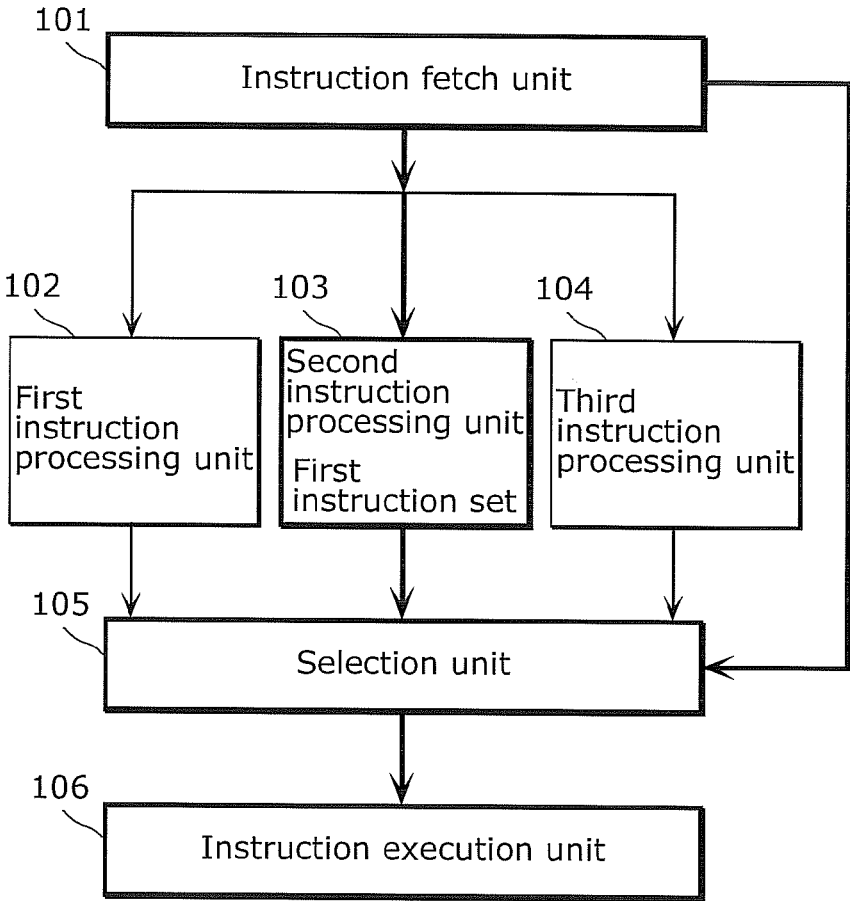 101
Instruction fetch unit
102
103
104
First
instruction
processing unit
Second
instruction
processing unit
First
instruction set
Third
instruction
processing unit
105
Selection unit
106
Instruction execution unit